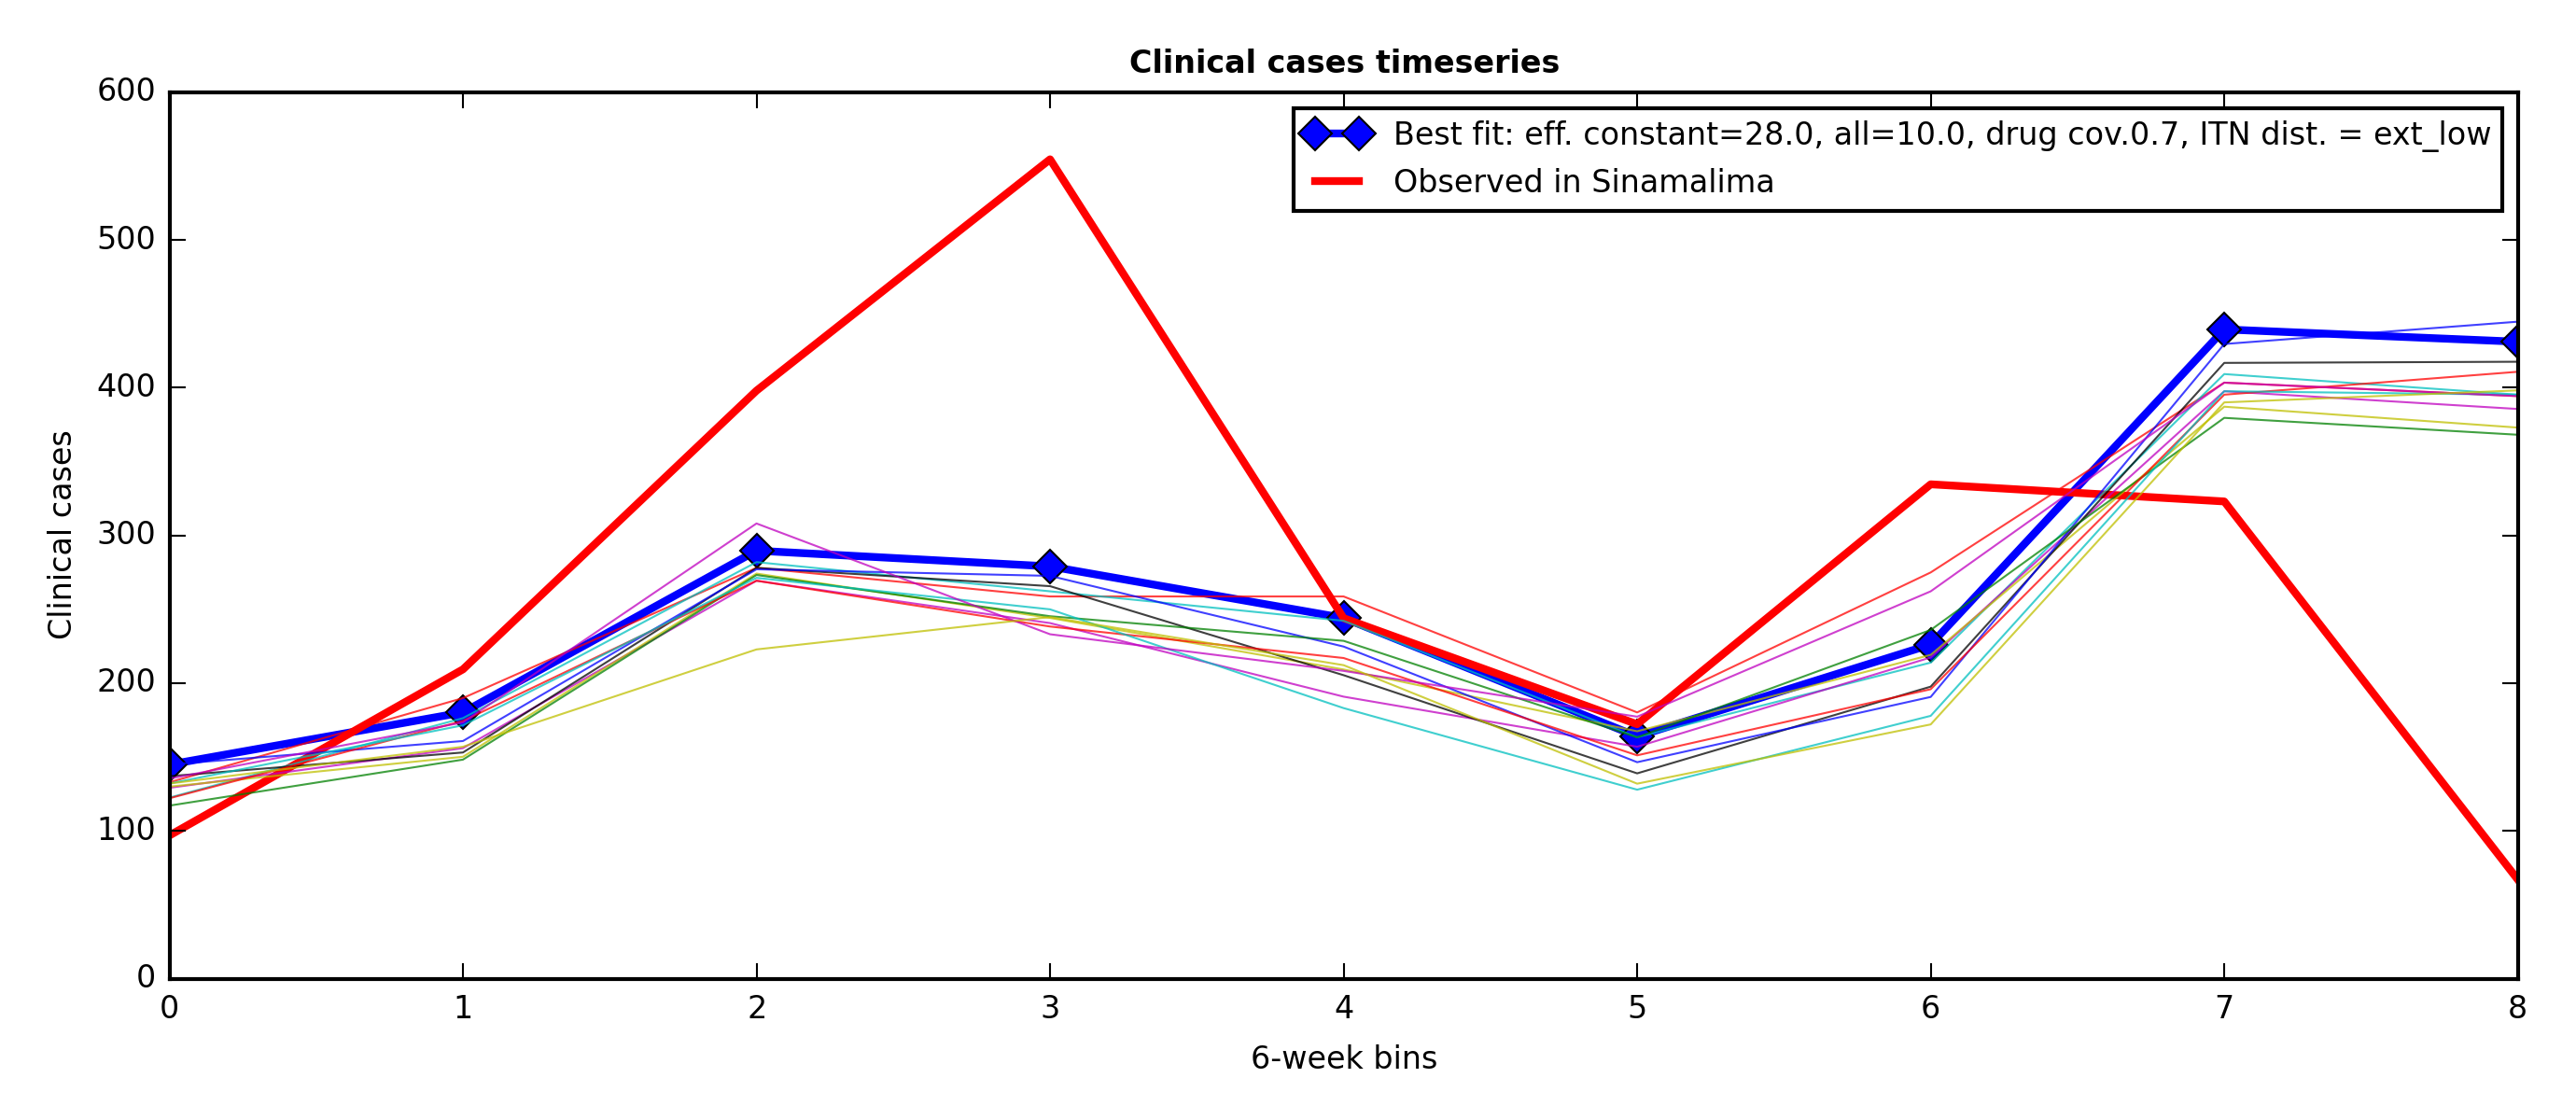 Clinical cases timeseries
600
500
400
300
200
100
0
Clinical cases
Best fit: eff. constant=28.0, all=10.0, drug cov.0.7, ITN dist. = ext_low
Observed in Sinamalima
0 1 2 3 4 5 6 7 8
6-week bins